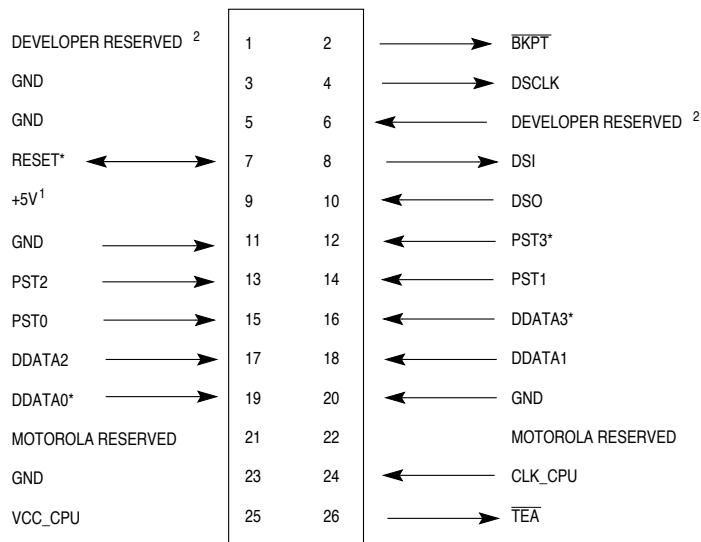 DEVELOPER RESERVED 2 1 2 BKPT
GND 3 4 DSCLK
GND 5 6 DEVELOPER RESERVED 2
RESET* 7 8 DSI
+5V1 9 10 DSO
GND 11 12 PST3*
PST2 13 14 PST1
PST0 15 16 DDATA3*
DDATA2 17 18 DDATA1
DDATA0* 19 20 GND
MOTOROLA RESERVED 21 22 MOTOROLA RESERVED
GND 23 24 CLK_CPU
VCC_CPU 25 26 TEA